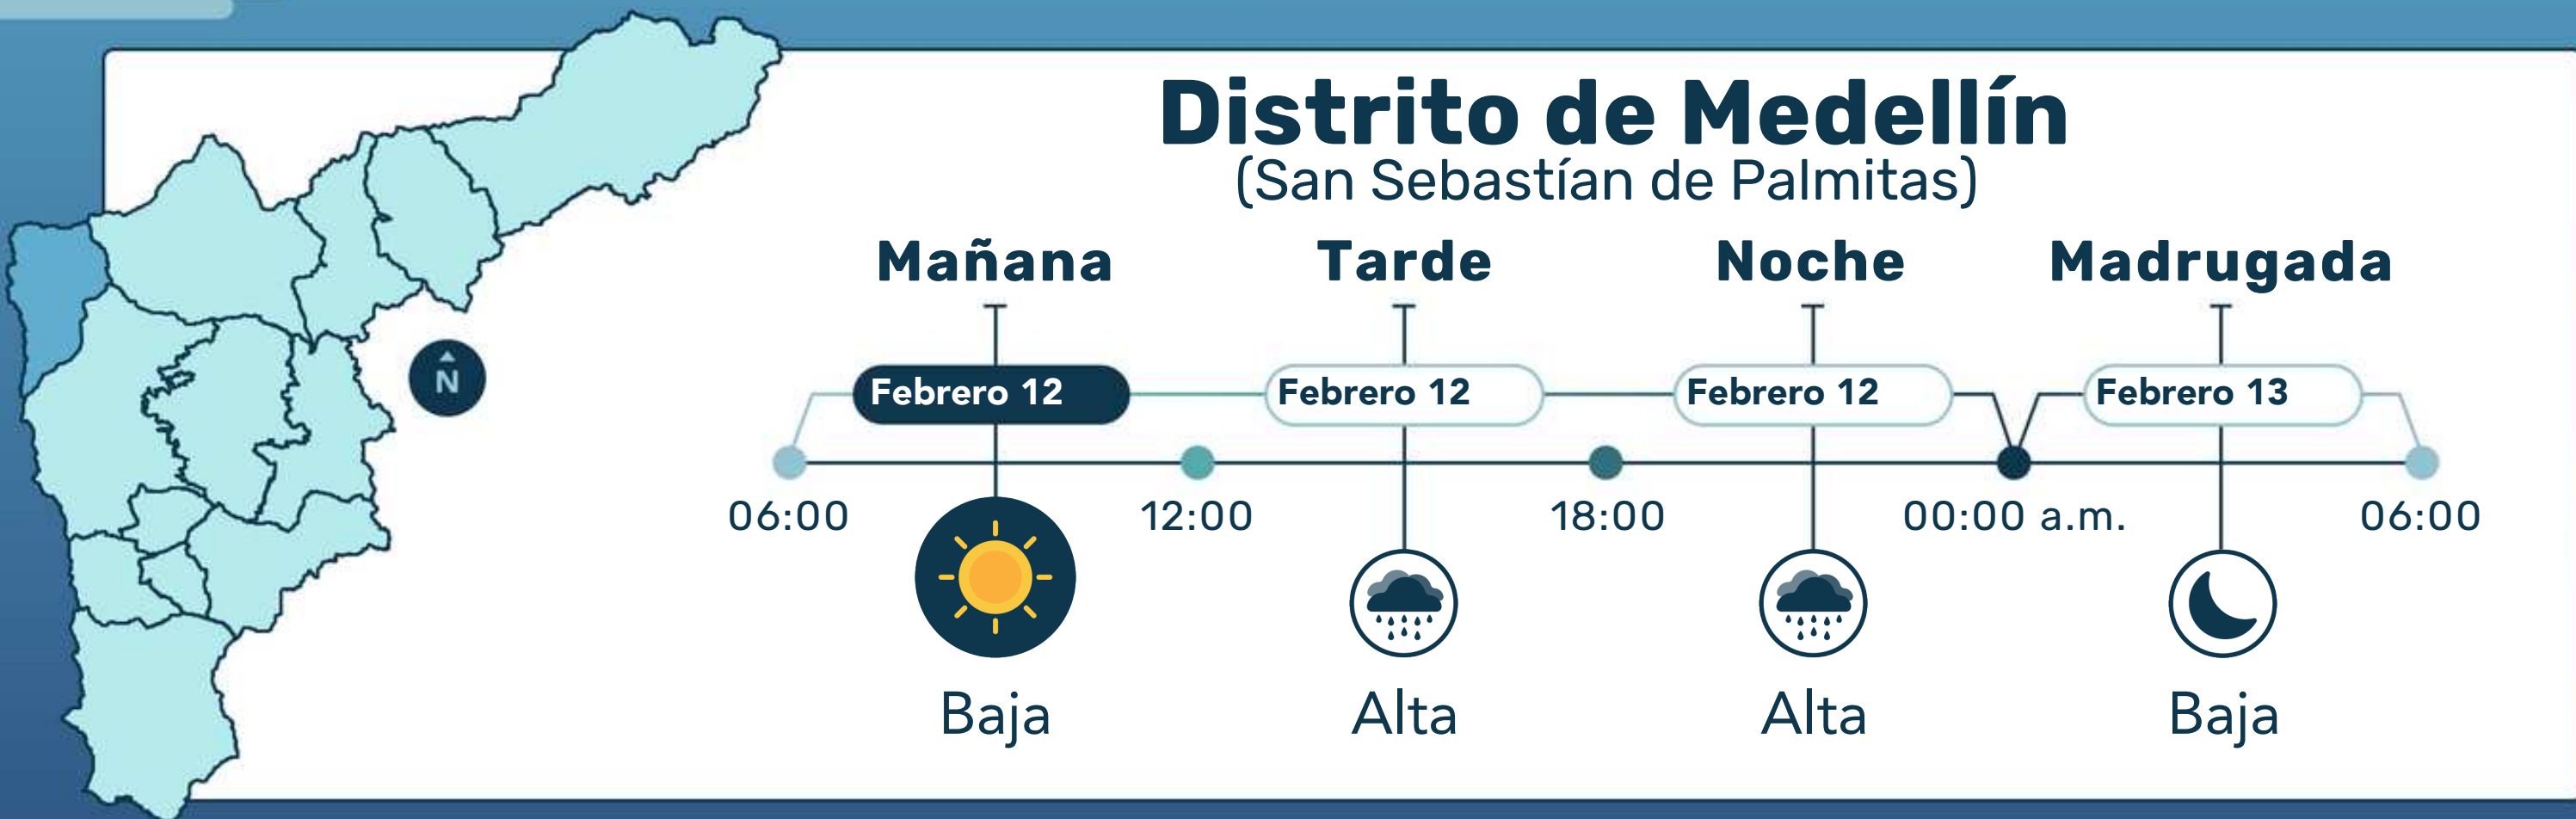 Distrito de Medellín
(San Sebastían de Palmitas)
Mañana Tarde Noche Madrugada
N
Febrero 12 Febrero 12 Febrero 12 Febrero 13
06:00 12:00 18:00 00:00 a.m. 06:00
Baja Alta Alta Baja